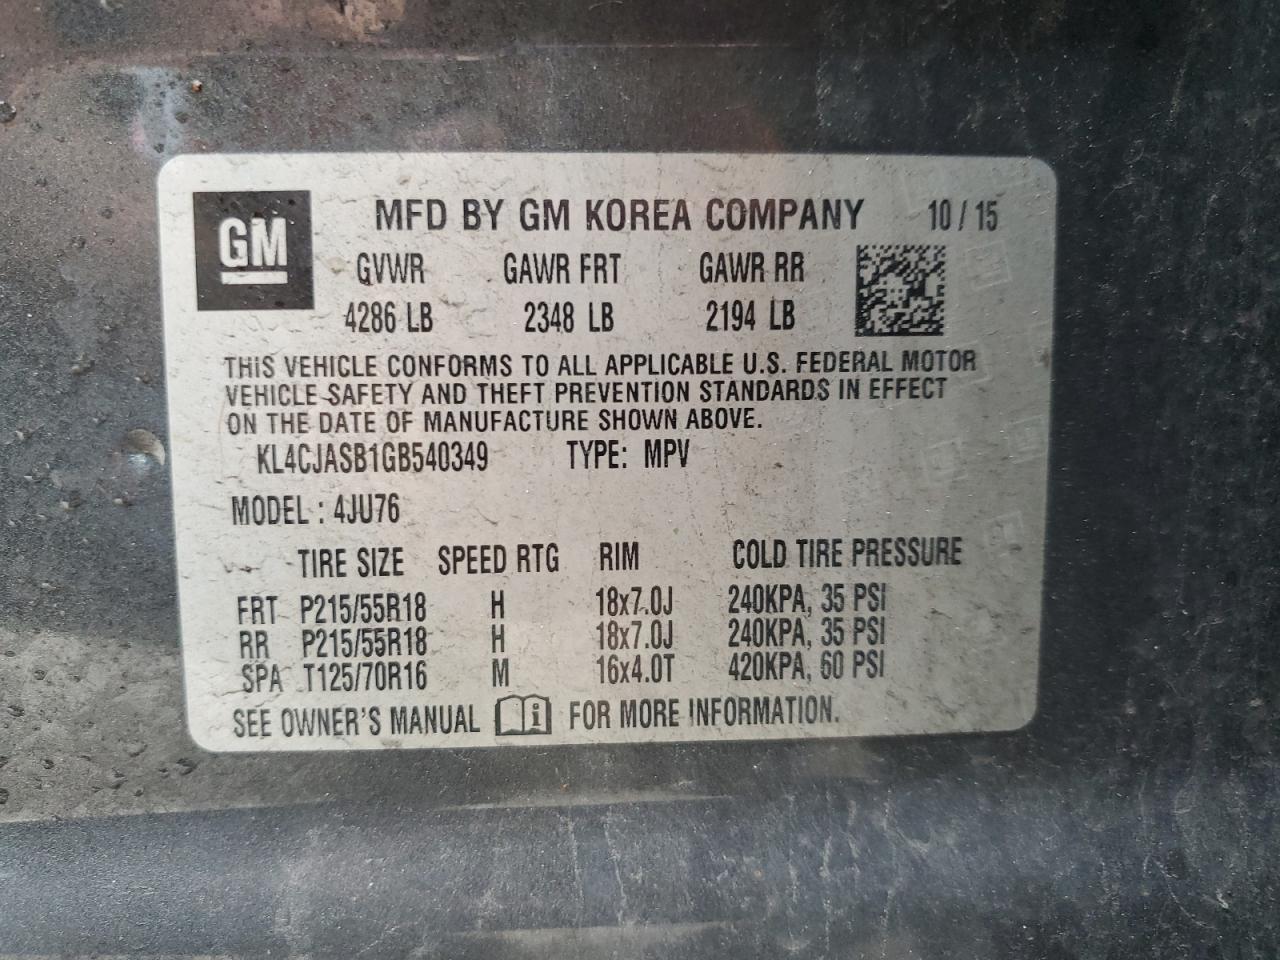 GM
MFD BY GM KOREA COMPANY 10 / 15
GVWR GAWR FRT GAWR RR
4286 LB 2348 LB 2194 LB
THIS VEHICLE CONFORMS TO ALL APPLICABLE U.S. FEDERAL MOTOR
VEHICLE SAFETY AND THEFT PREVENTION STANDARDS IN EFFECT
ON THE DATE OF MANUFACTURE SHOWN ABOVE.
KL4CJASB1GB540349 TYPE: MPV
MODEL : 4JU76
TIRE SIZE SPEED RTG RIM COLD TIRE PRESSURE
FRT P215/55R18 H 18x7.0J 240KPA, 35 PSI
RR P215/55R18 H 18x7.0J 240KPA, 35 PSI
SPA T125/70R16 M 16x4.0T 420KPA, 60 PSI
SEE OWNER'S MANUAL i FOR MORE INFORMATION.